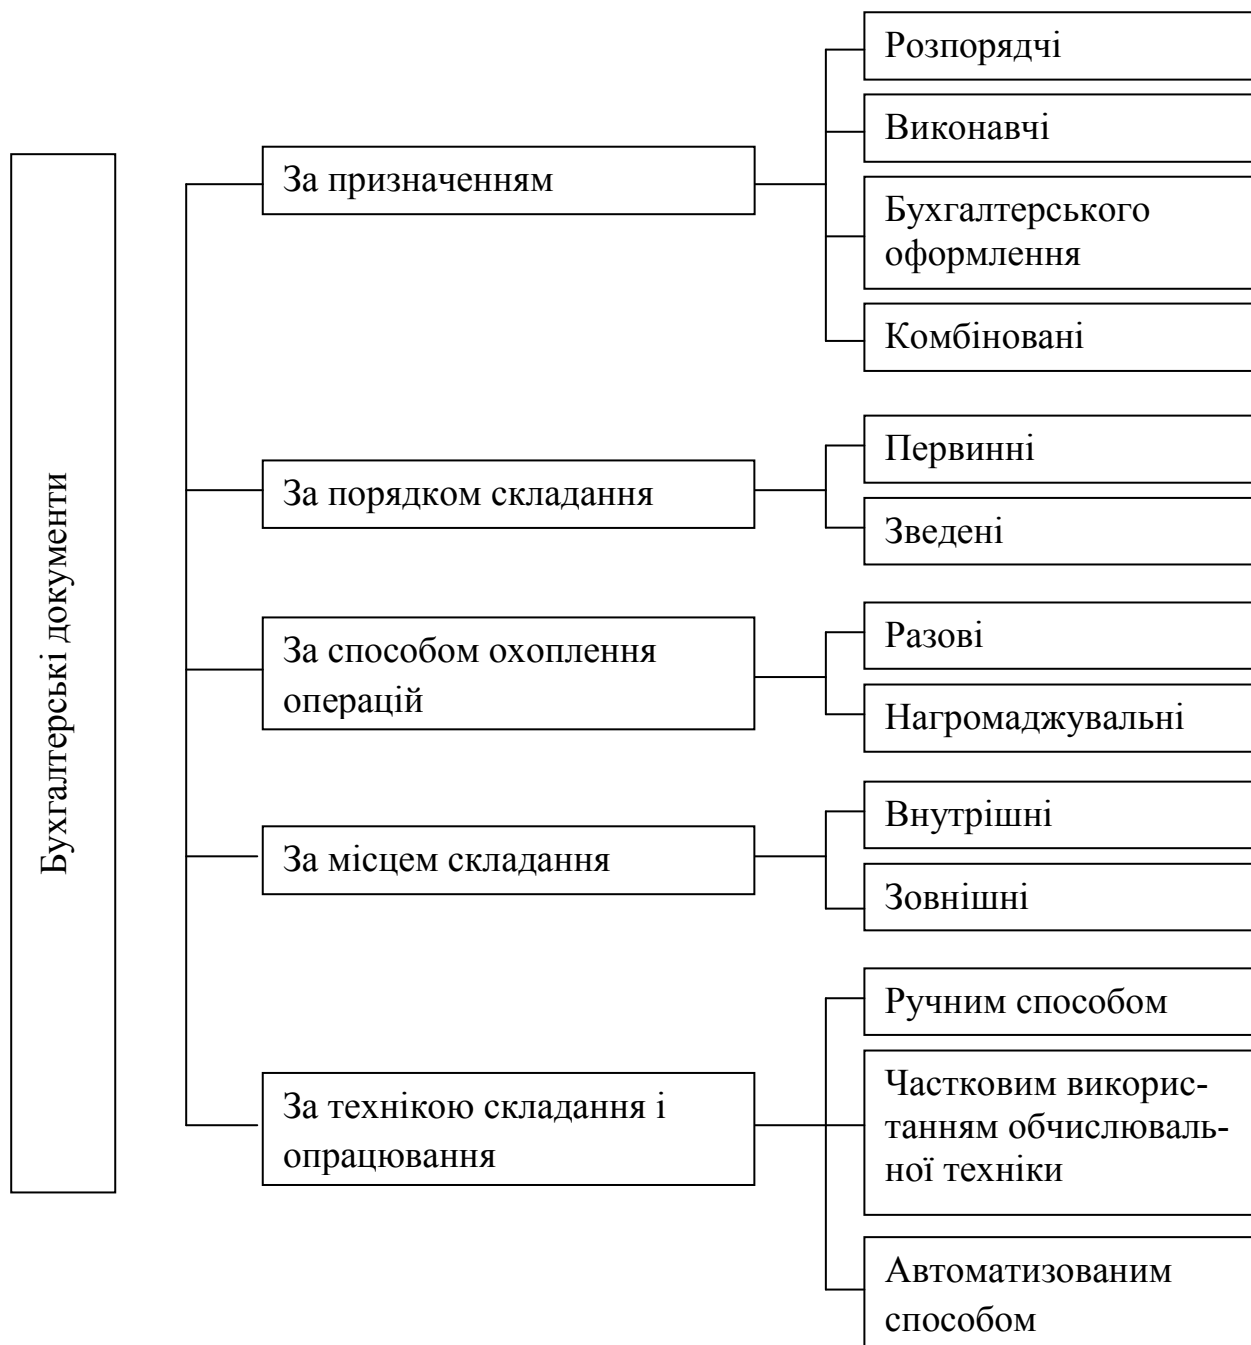 Бухгалтерські документи
За призначенням
Розпорядчі
Виконавчі
Бухгалтерського
оформлення
Комбіновані
За порядком складання
Первинні
Зведені
За способом охоплення
операцій
Разові
Нагромаджувальні
За місцем складання
Внутрішні
Зовнішні
За технікою складання і
опрацювання
Ручним способом
Частковим викорис-
танням обчислюваль-
ної техніки
Автоматизованим
способом